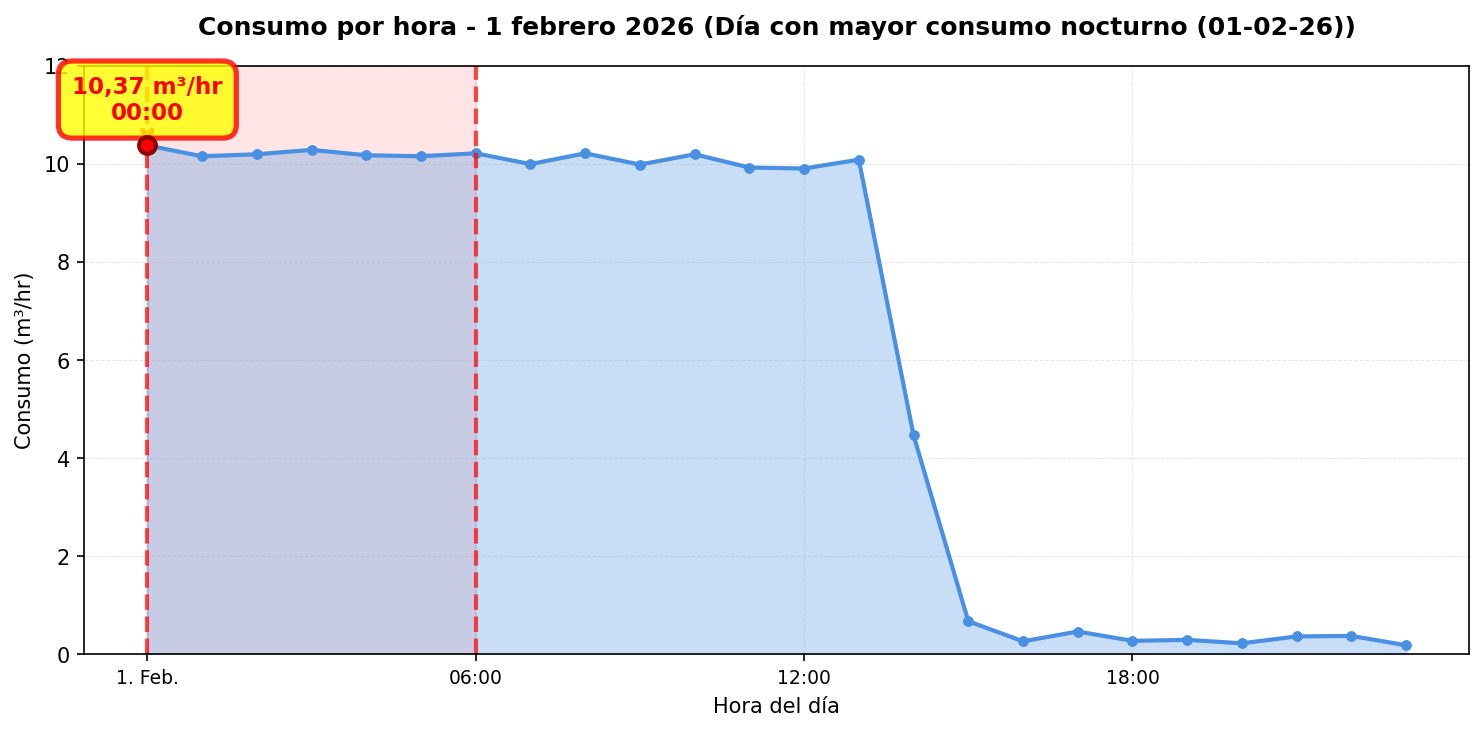 Consumo por hora - 1 febrero 2026 (Día con mayor consumo nocturno (01-02-26))
12
10,37 m³/hr
00:00
10
8
6
4
2
0
Consumo (m³/hr)
1. Feb.
06:00
12:00
18:00
Hora del día